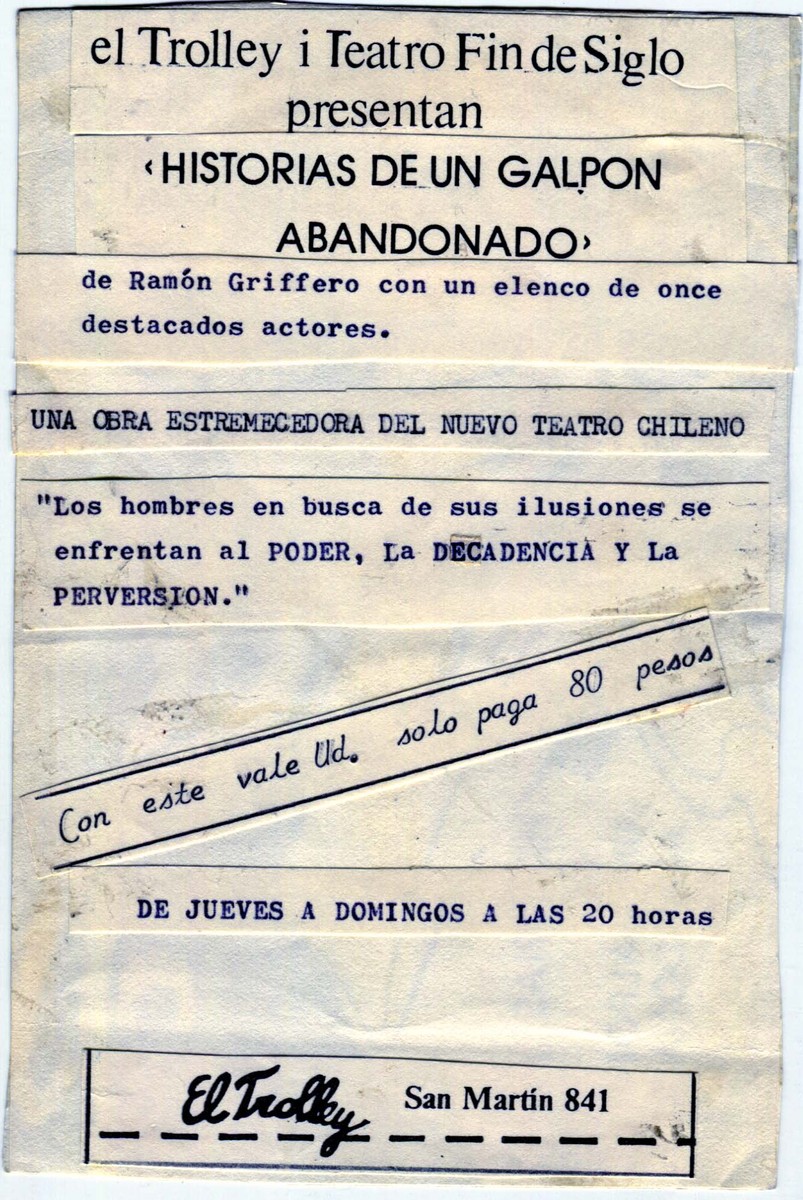 el Trolley i Teatro Fin de Siglo
presentan
‹HISTORIAS DE UN GALPON
ABANDONADO›
de Ramón Griffero con un elenco de once
destacados actores.
UNA OBRA ESTREMECEDORA DEL NUEVO TEATRO CHILENO
"Los hombres en busca de sus ilusiones se
enfrentan al PODER, La DECADENCIA Y La
PERVERSION."
Con este vale Ud. solo paga 80 pesos
DE JUEVES A DOMINGOS A LAS 20 horas
El Trolley San Martín 841